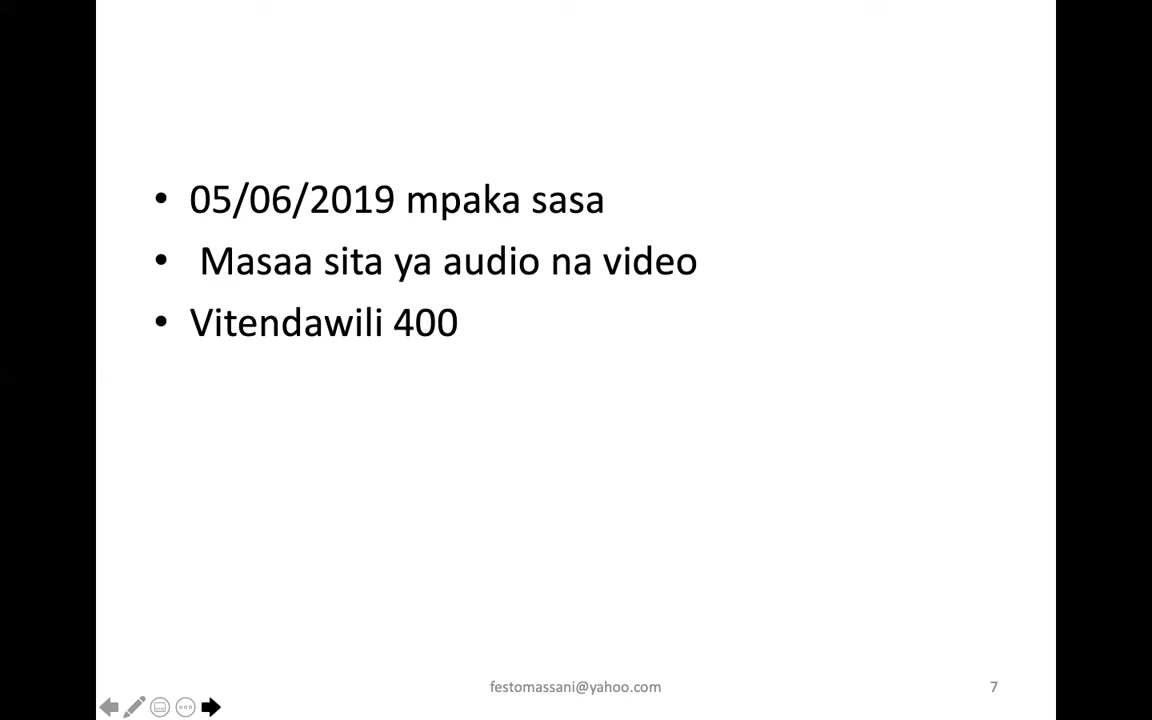 • 05/06/2019 mpaka sasa
• Masaa sita ya audio na video
• Vitendawili 400
festomassani@yahoo.com
7